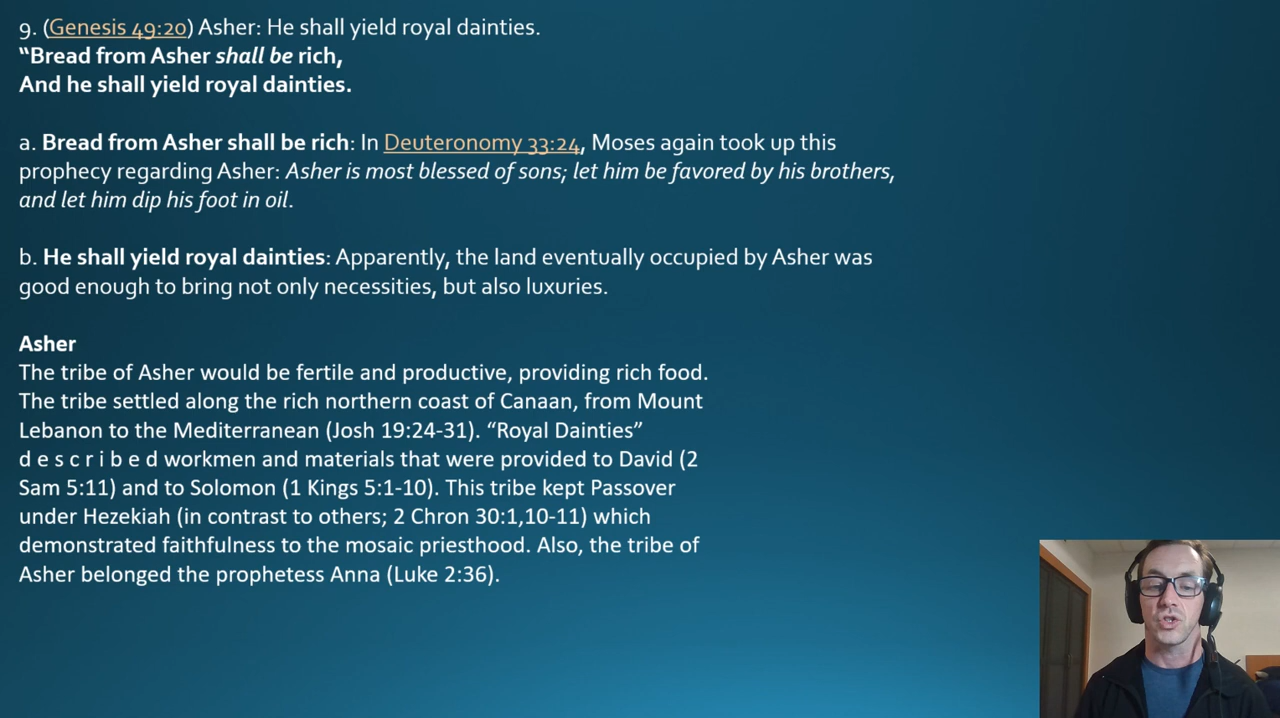 9. (Genesis 49:20) Asher: He shall yield royal dainties.
“Bread from Asher shall be rich,
And he shall yield royal dainties.
a. Bread from Asher shall be rich: In Deuteronomy 33:24, Moses again took up this
prophecy regarding Asher: Asher is most blessed of sons; let him be favored by his brothers,
and let him dip his foot in oil.
b. He shall yield royal dainties: Apparently, the land eventually occupied by Asher was
good enough to bring not only necessities, but also luxuries.
Asher
The tribe of Asher would be fertile and productive, providing rich food.
The tribe settled along the rich northern coast of Canaan, from Mount
Lebanon to the Mediterranean (Josh 19:24-31). “Royal Dainties”
d e s c r i b e d workmen and materials that were provided to David (2
Sam 5:11) and to Solomon (1 Kings 5:1-10). This tribe kept Passover
under Hezekiah (in contrast to others; 2 Chron 30:1,10-11) which
demonstrated faithfulness to the mosaic priesthood. Also, the tribe of
Asher belonged the prophetess Anna (Luke 2:36).